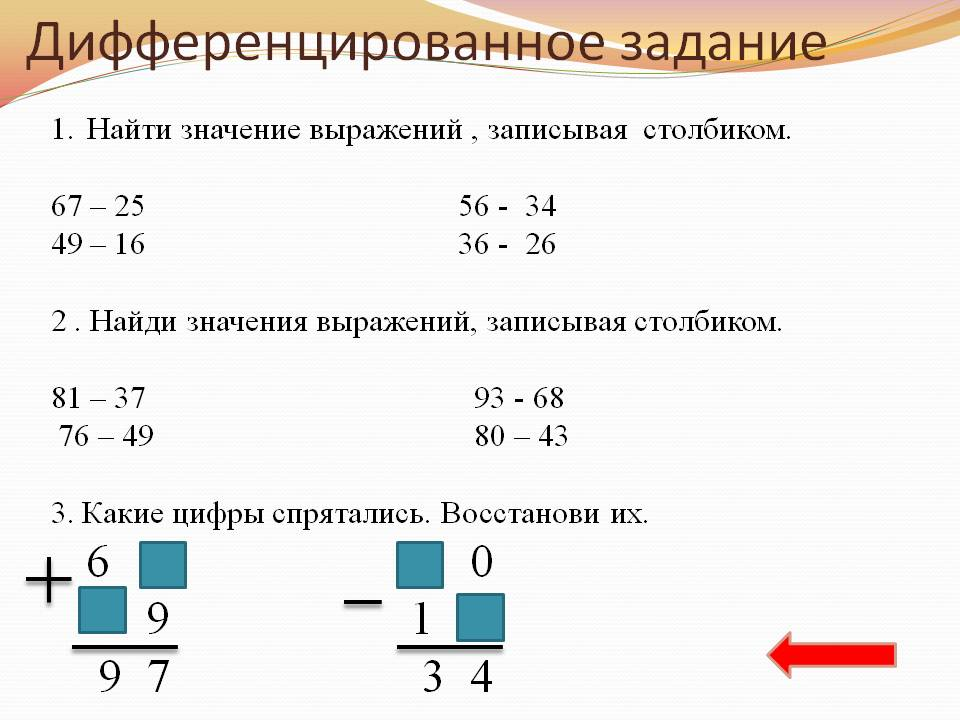 Дифференцированное задание
1. Найти значение выражений , записывая столбиком.
67 – 25 56 - 34
49 – 16 36 - 26
2 . Найди значения выражений, записывая столбиком.
81 – 37 93 - 68
76 – 49 80 – 43
3. Какие цифры спрятались. Восстанови их.
6 0
+ –
9 1
9 7 3 4